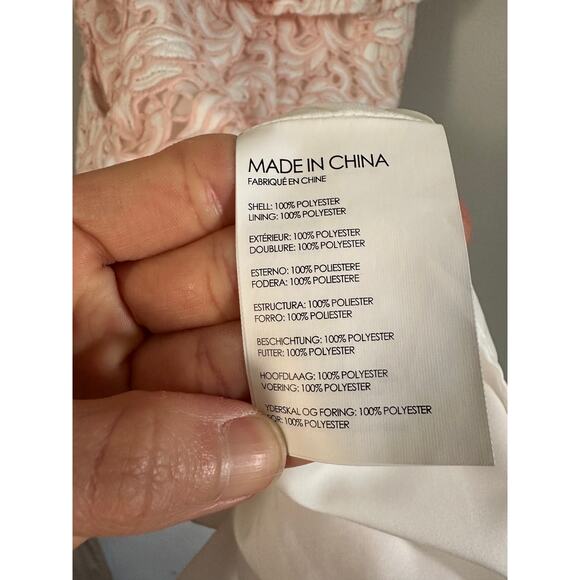 MADE IN CHINA
FABRIQUÉ EN CHINE
SHELL: 100% POLYESTER
LINING: 100% POLYESTER
EXTÉRIEUR: 100% POLYESTER
DOUBLURE: 100% POLYESTER
ESTERNO: 100% POLIESTERE
FODERA: 100% POLIESTERE
ESTRUCTURA: 100% POLIESTER
FORRO: 100% POLIESTER
BESCHICHTUNG: 100% POLYESTER
FUTTER: 100% POLYESTER
HOOFDLAAG: 100% POLYESTER
VOERING: 100% POLYESTER
YDERSKAL OG FORING: 100% POLYESTER
100% POLYESTER